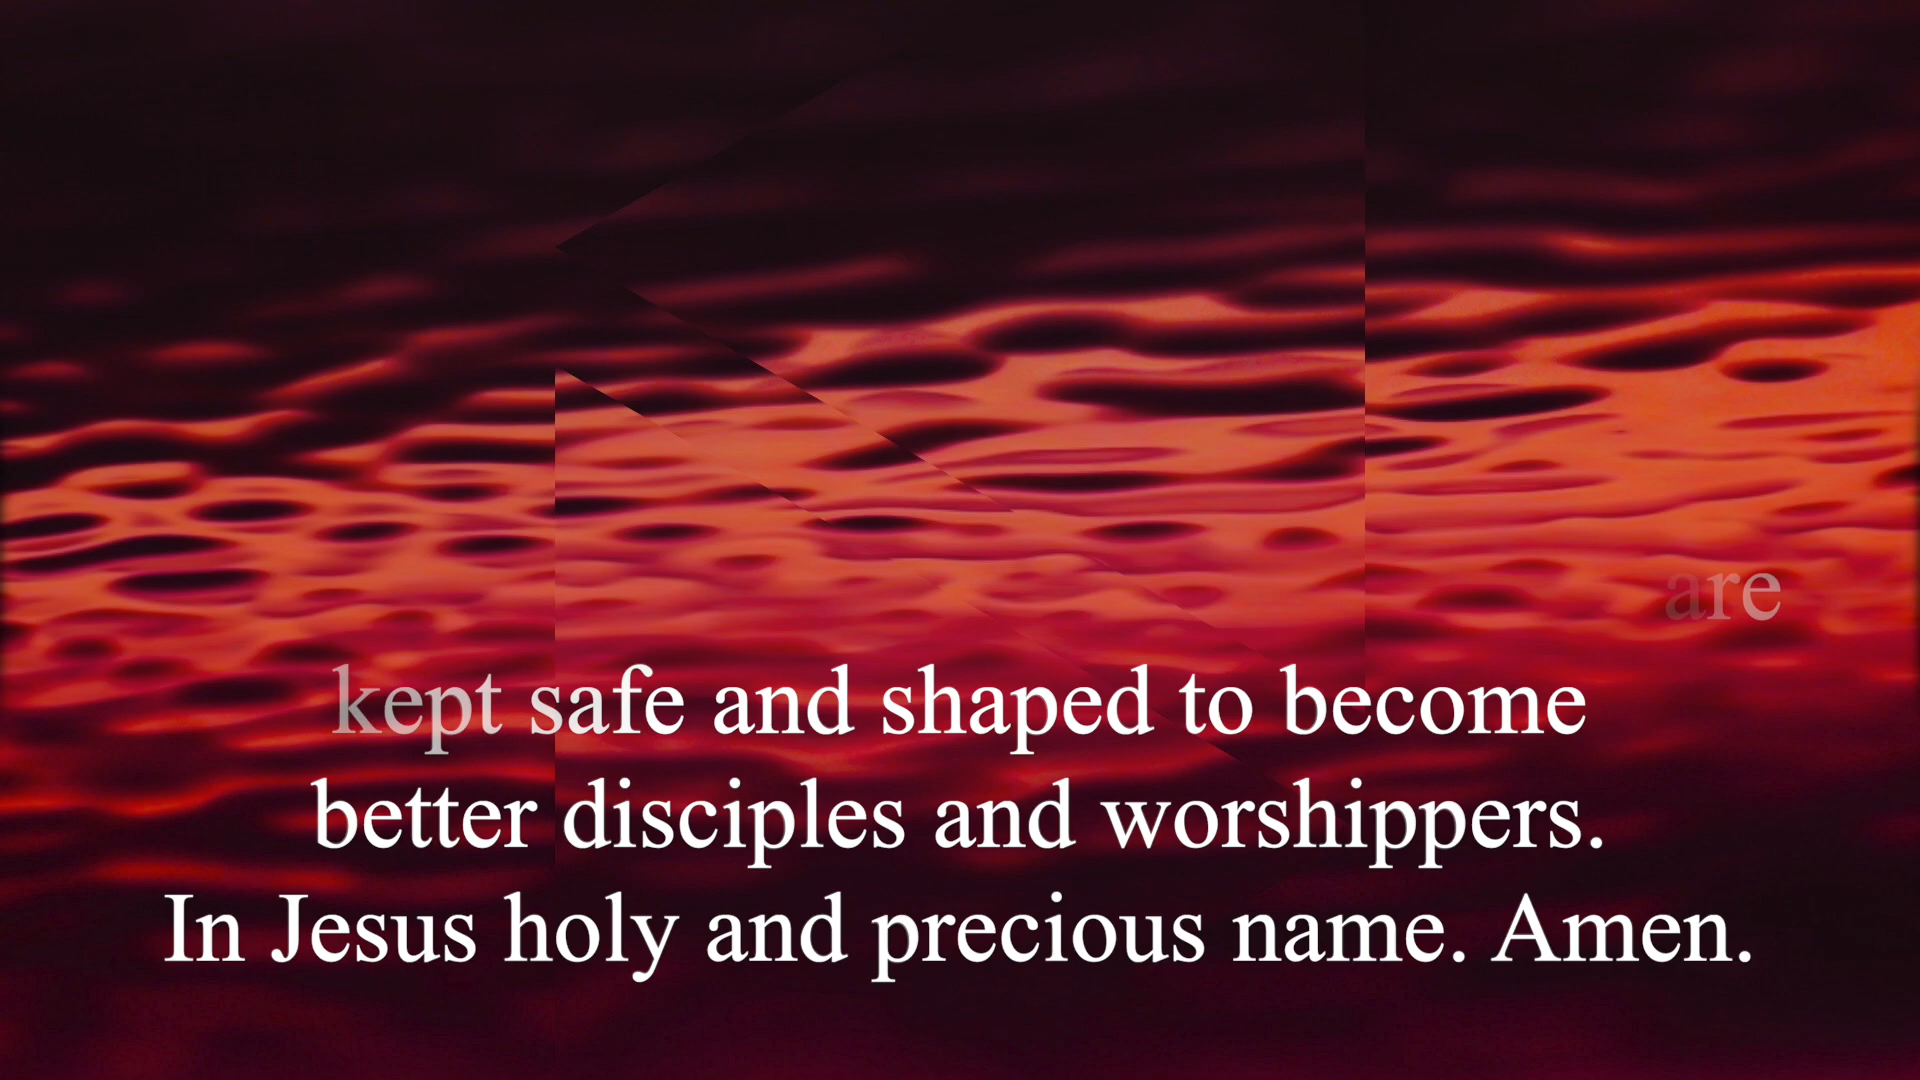 are
kept safe and shaped to become
better disciples and worshippers.
In Jesus holy and precious name. Amen.